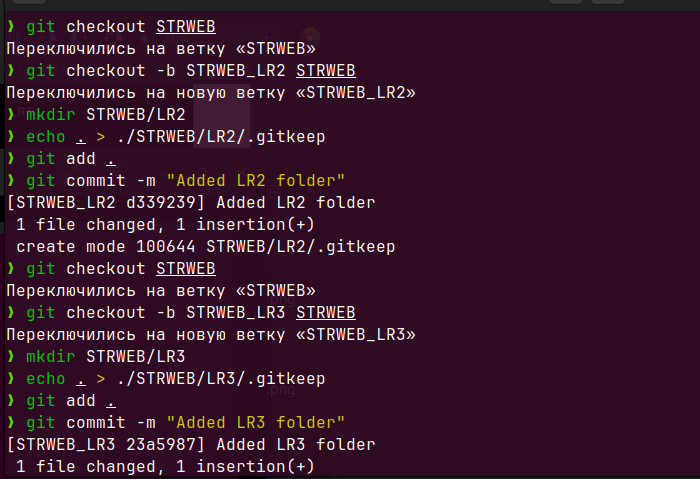 ❯ git checkout STRWEB
Переключились на ветку «STRWEB»
❯ git checkout -b STRWEB_LR2 STRWEB
Переключились на новую ветку «STRWEB_LR2»
❯ mkdir STRWEB/LR2
❯ echo . > ./STRWEB/LR2/.gitkeep
❯ git add .
❯ git commit -m "Added LR2 folder"
[STRWEB_LR2 d339239] Added LR2 folder
 1 file changed, 1 insertion(+)
 create mode 100644 STRWEB/LR2/.gitkeep
❯ git checkout STRWEB
Переключились на ветку «STRWEB»
❯ git checkout -b STRWEB_LR3 STRWEB
Переключились на новую ветку «STRWEB_LR3»
❯ mkdir STRWEB/LR3
❯ echo . > ./STRWEB/LR3/.gitkeep
❯ git add .
❯ git commit -m "Added LR3 folder"
[STRWEB_LR3 23a5987] Added LR3 folder
 1 file changed, 1 insertion(+)